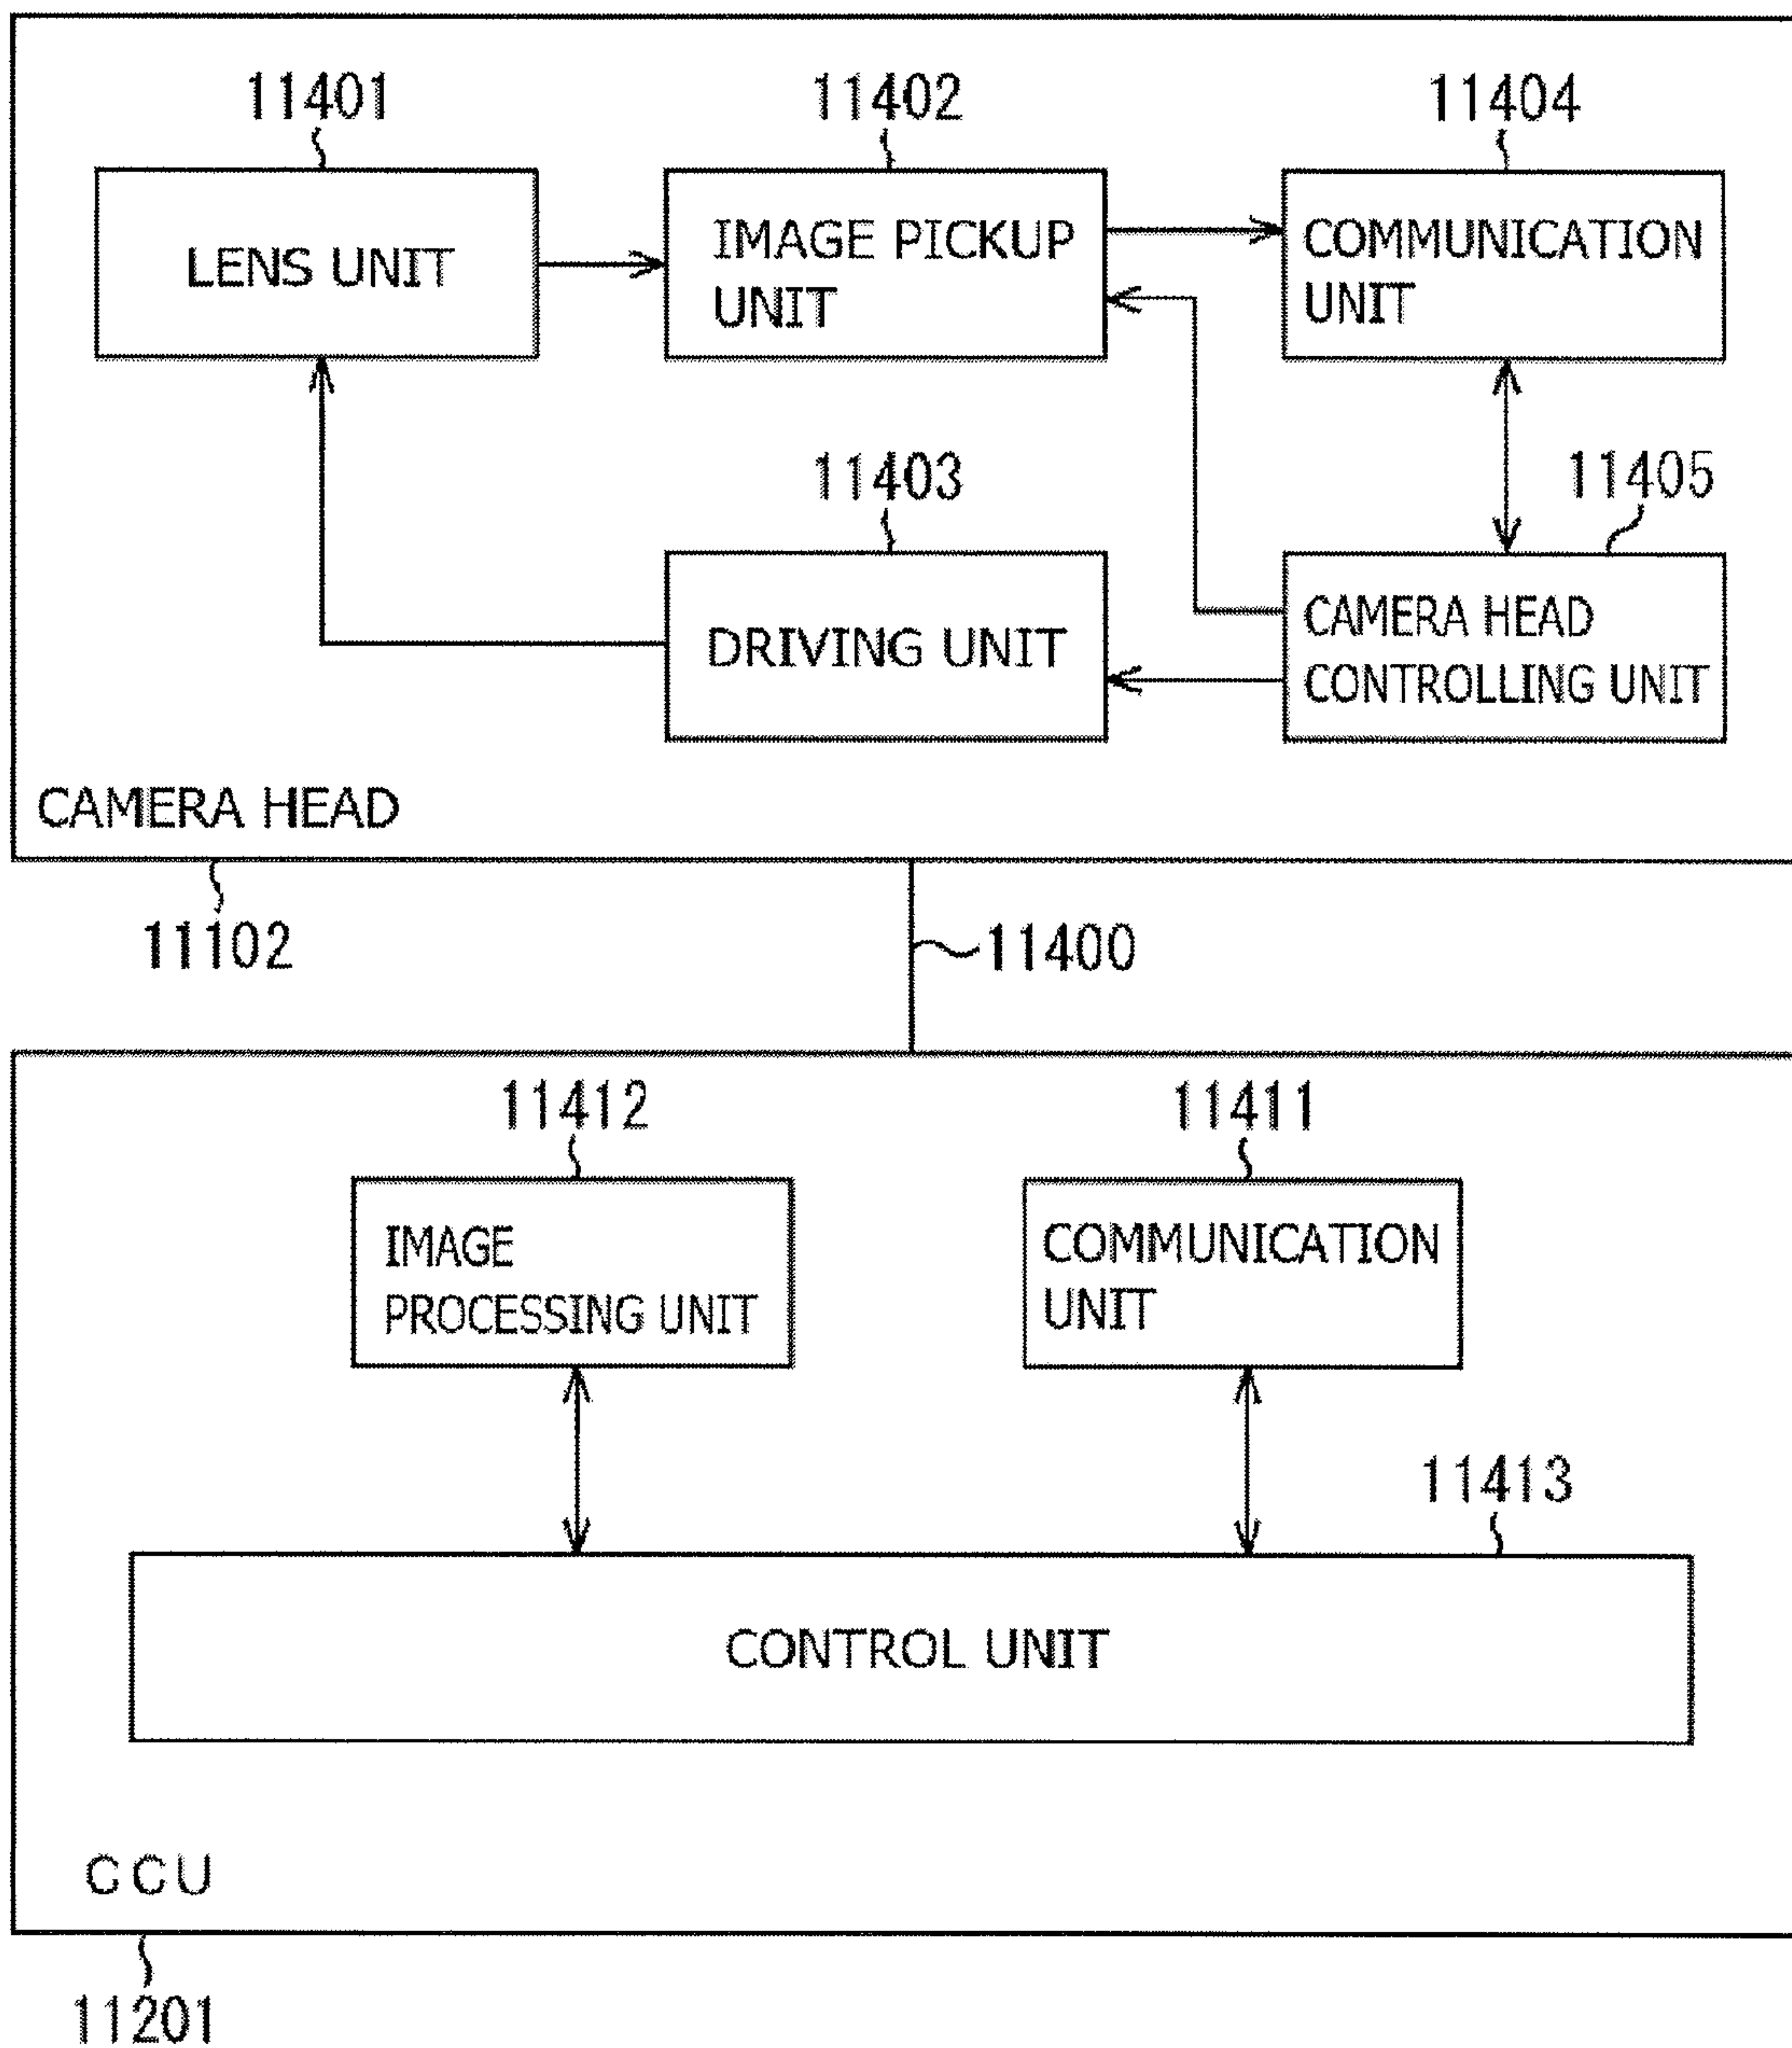 11401
11402
11404
LENS UNIT
IMAGE PICKUP
UNIT
COMMUNICATION
UNIT
11403
11405
DRIVING UNIT
CAMERA HEAD
CONTROLLING UNIT
CAMERA HEAD
11102
11400
11412
11411
IMAGE
PROCESSING UNIT
COMMUNICATION
UNIT
11413
CONTROL UNIT
CCU
11201